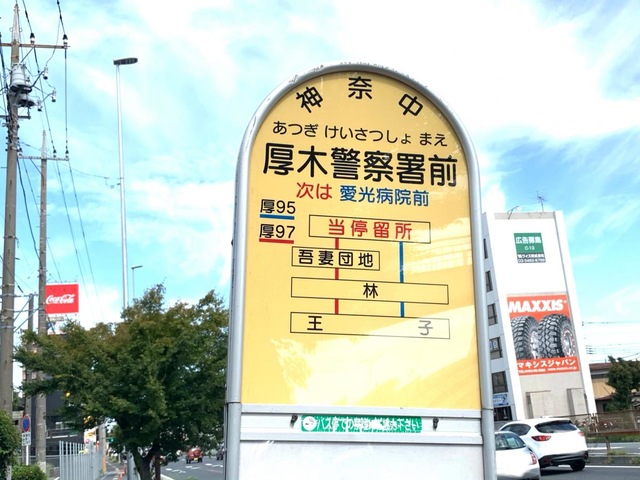 神奈中
あつぎ けいさつしょ まえ
厚木警察署前
次は 愛光病院前
厚95
厚97
当停留所
吾妻団地
林
王子
Coca-Cola
広告募集
C-13
MAXXIS
マキシスジャパン